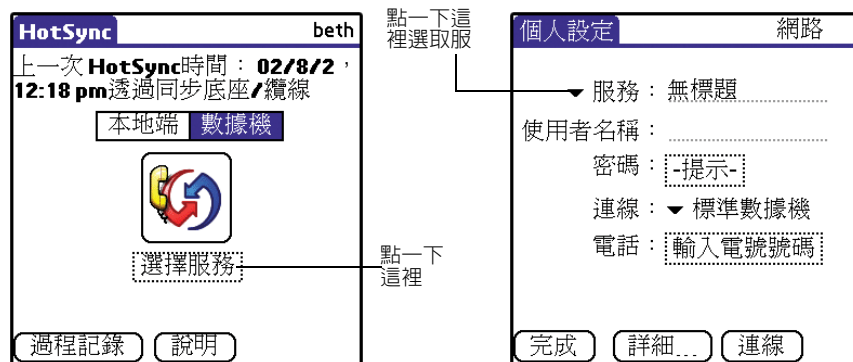 HotSync beth
上一次 HotSync時間：02/8/2，
12:18 pm透過同步底座/纜線
本地端 數據機
選擇服務
過程記錄 說明
點一下這
裡選取服
點一下
這裡
個人設定 網路
服務：無標題
使用者名稱：
密碼：-提示-
連線：標準數據機
電話：輸入電號號碼
完成 詳細... 連線